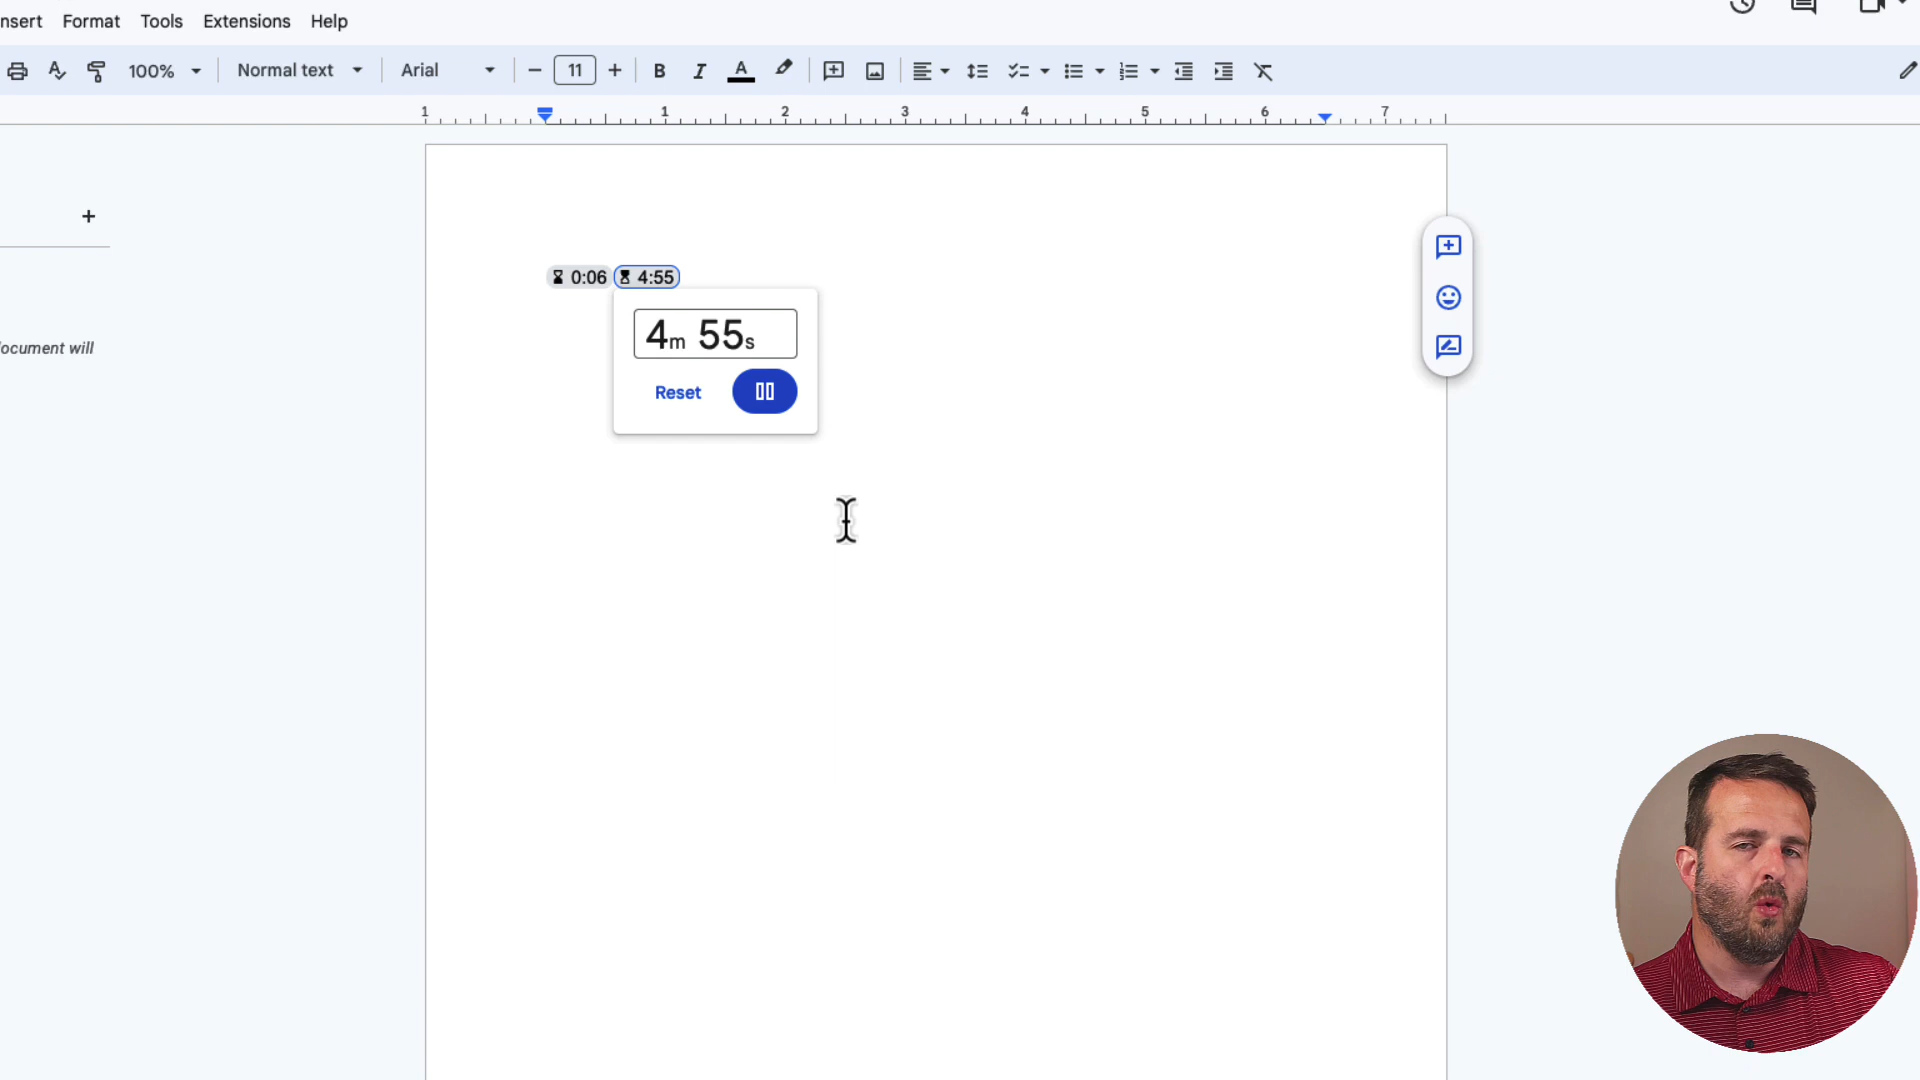 nsert Format Tools Extensions Help
100% Normal text Arial 11 B I A
1 1 2 3 4 5 6 7
0:06 4:55
4m 55s
Reset
ocument will